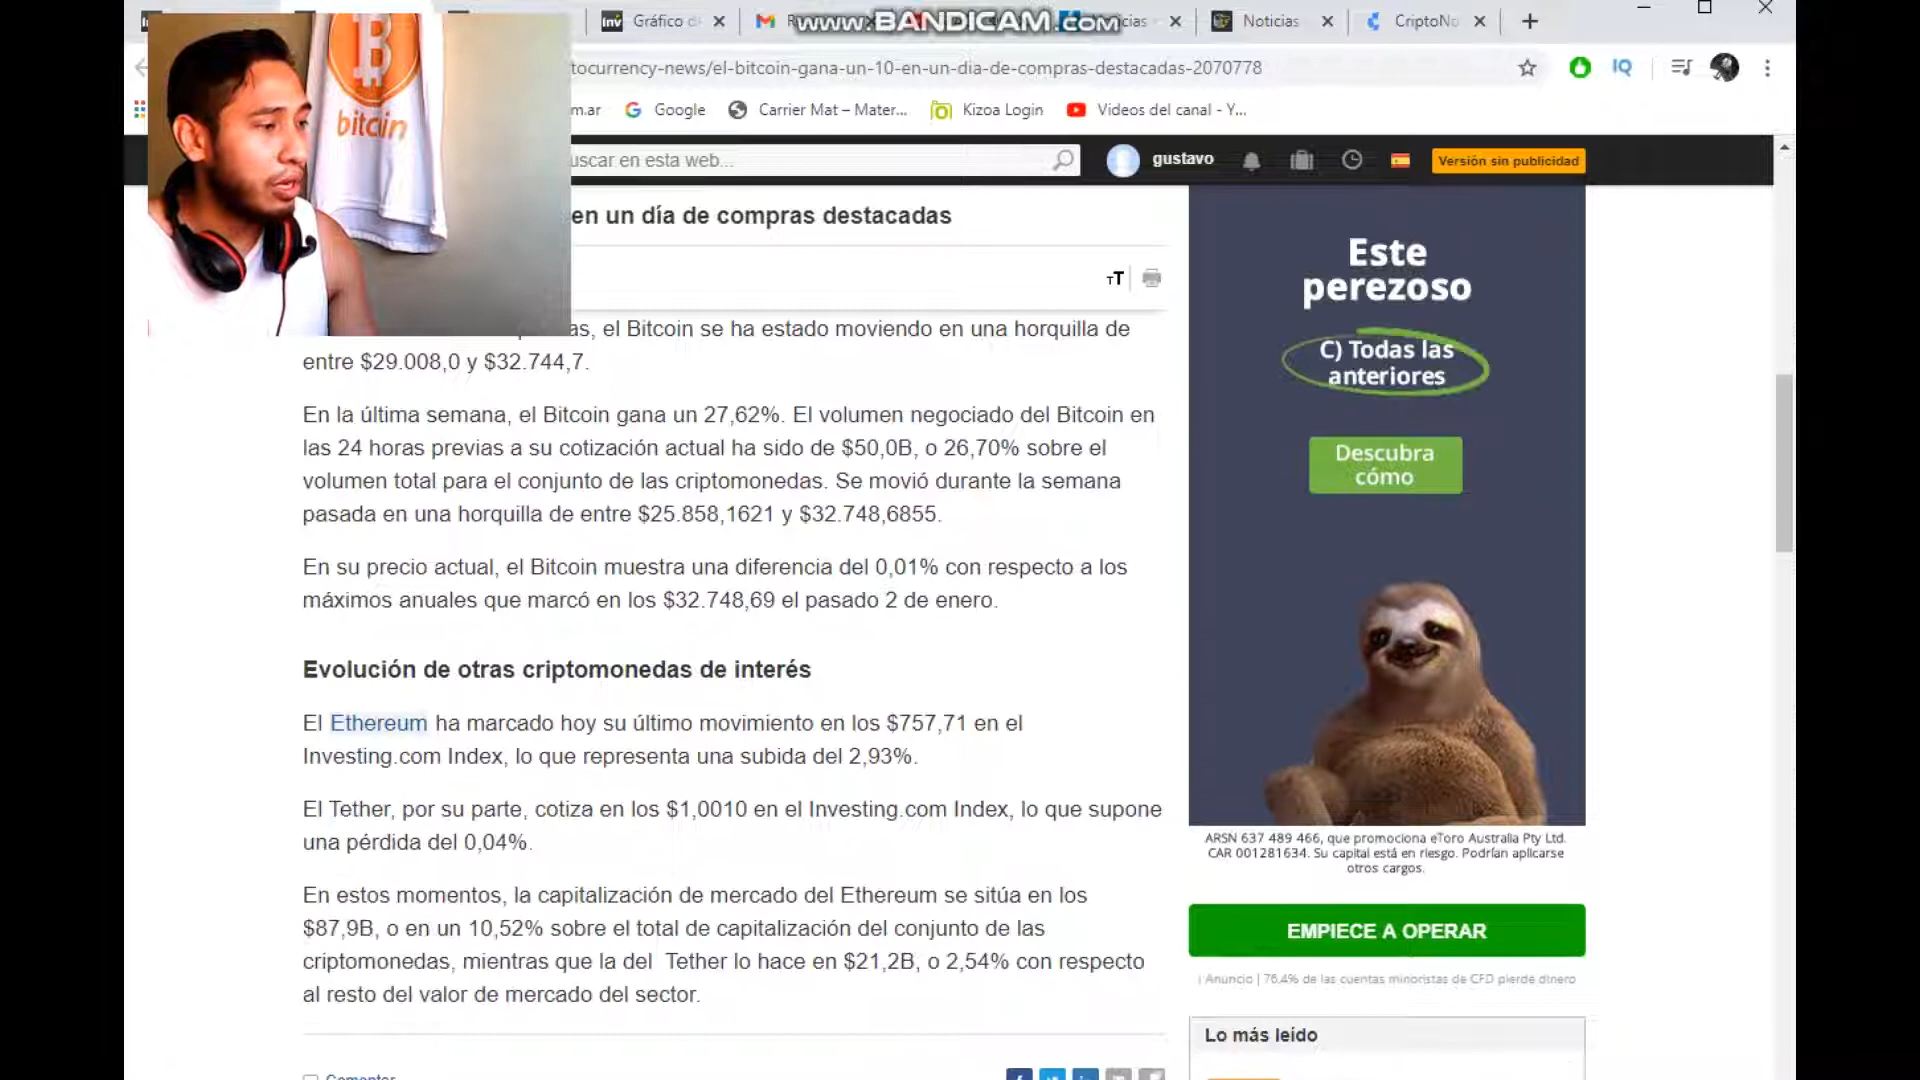 Gráfico d
www.BANDICAM.com
icias
Noticias
CriptoNo
tocurrency-news/el-bitcoin-gana-un-10-en-un-dia-de-compras-destacadas-2070778
IQ
m.ar
Google
Carrier Mat – Mater...
Kizoa Login
Videos del canal - Y...
bitcoin
uscar en esta web...
gustavo
Versión sin publicidad
en un día de compras destacadas
as, el Bitcoin se ha estado moviendo en una horquilla de
entre $29.008,0 y $32.744,7.
En la última semana, el Bitcoin gana un 27,62%. El volumen negociado del Bitcoin en
las 24 horas previas a su cotización actual ha sido de $50,0B, o 26,70% sobre el
volumen total para el conjunto de las criptomonedas. Se movió durante la semana
pasada en una horquilla de entre $25.858,1621 y $32.748,6855.
En su precio actual, el Bitcoin muestra una diferencia del 0,01% con respecto a los
máximos anuales que marcó en los $32.748,69 el pasado 2 de enero.
Evolución de otras criptomonedas de interés
El Ethereum ha marcado hoy su último movimiento en los $757,71 en el
Investing.com Index, lo que representa una subida del 2,93%.
El Tether, por su parte, cotiza en los $1,0010 en el Investing.com Index, lo que supone
una pérdida del 0,04%.
En estos momentos, la capitalización de mercado del Ethereum se sitúa en los
$87,9B, o en un 10,52% sobre el total de capitalización del conjunto de las
criptomonedas, mientras que la del Tether lo hace en $21,2B, o 2,54% con respecto
al resto del valor de mercado del sector.
Comentar
Este
perezoso
C) Todas las
anteriores
Descubra
cómo
ARSN 637 489 466, que promociona eToro Australia Pty Ltd.
CAR 001281634. Su capital está en riesgo. Podrían aplicarse
otros cargos.
EMPIECE A OPERAR
Anuncio | 76.4% de las cuentas minoristas de CFD pierde dinero
Lo más leído